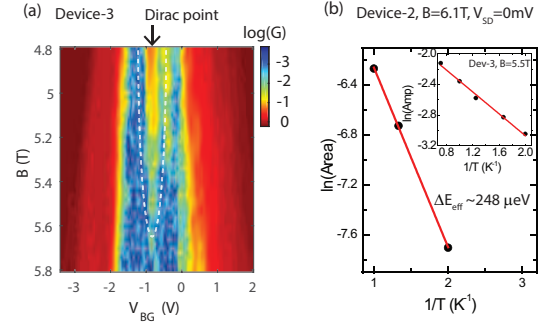 (a)
Device-3
Dirac point
log(G)
0
-1
-2
-3
4.8
5
5.2
5.4
5.6
5.8
B (T)
-3
-2
-1
0
1
2
V_BG (V)
(b)
Device-2, B=6.1T, V_SD=0mV
-6.4
-6.8
-7.2
-7.6
ln(Area)
1
2
3
1/T (K⁻¹)
ΔE_eff ~248 μeV
Dev-3, B=5.5T
-2.0
-2.4
-2.8
-3.2
ln(Amp)
0.8
1.2
1.6
2.0
1/T (K⁻¹)